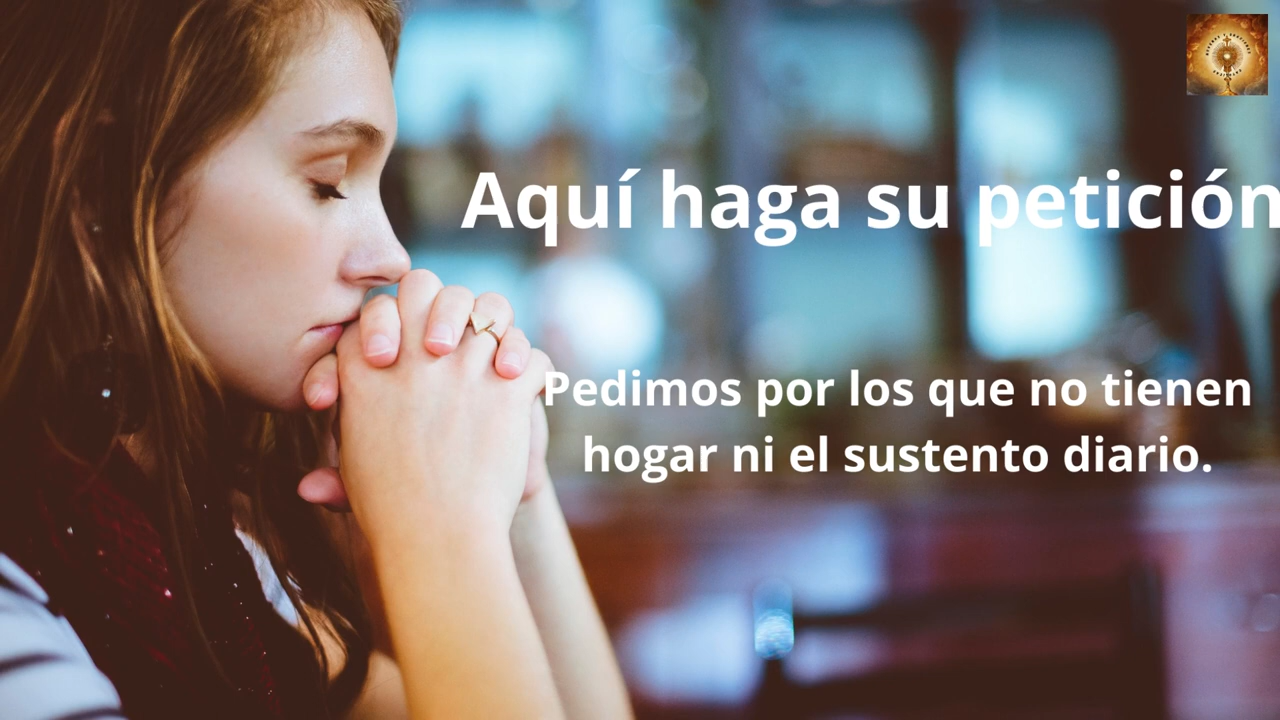 Aquí haga su petición
Pedimos por los que no tienen
hogar ni el sustento diario.